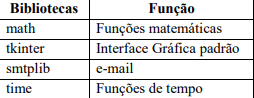 Bibliotecas Função
math Funções matemáticas
tkinter Interface Gráfica padrão
smtplib e-mail
time Funções de tempo